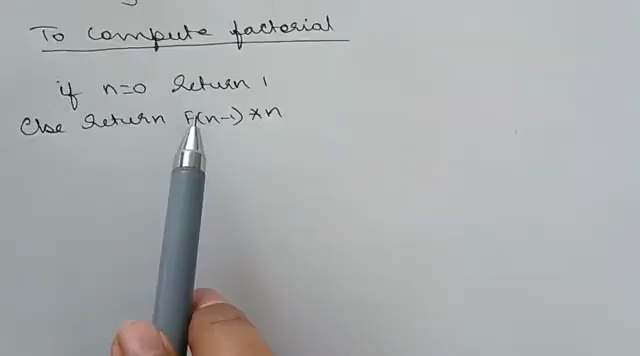 To compute factorial
if n=0 return 1
Else return F(n-1)*n